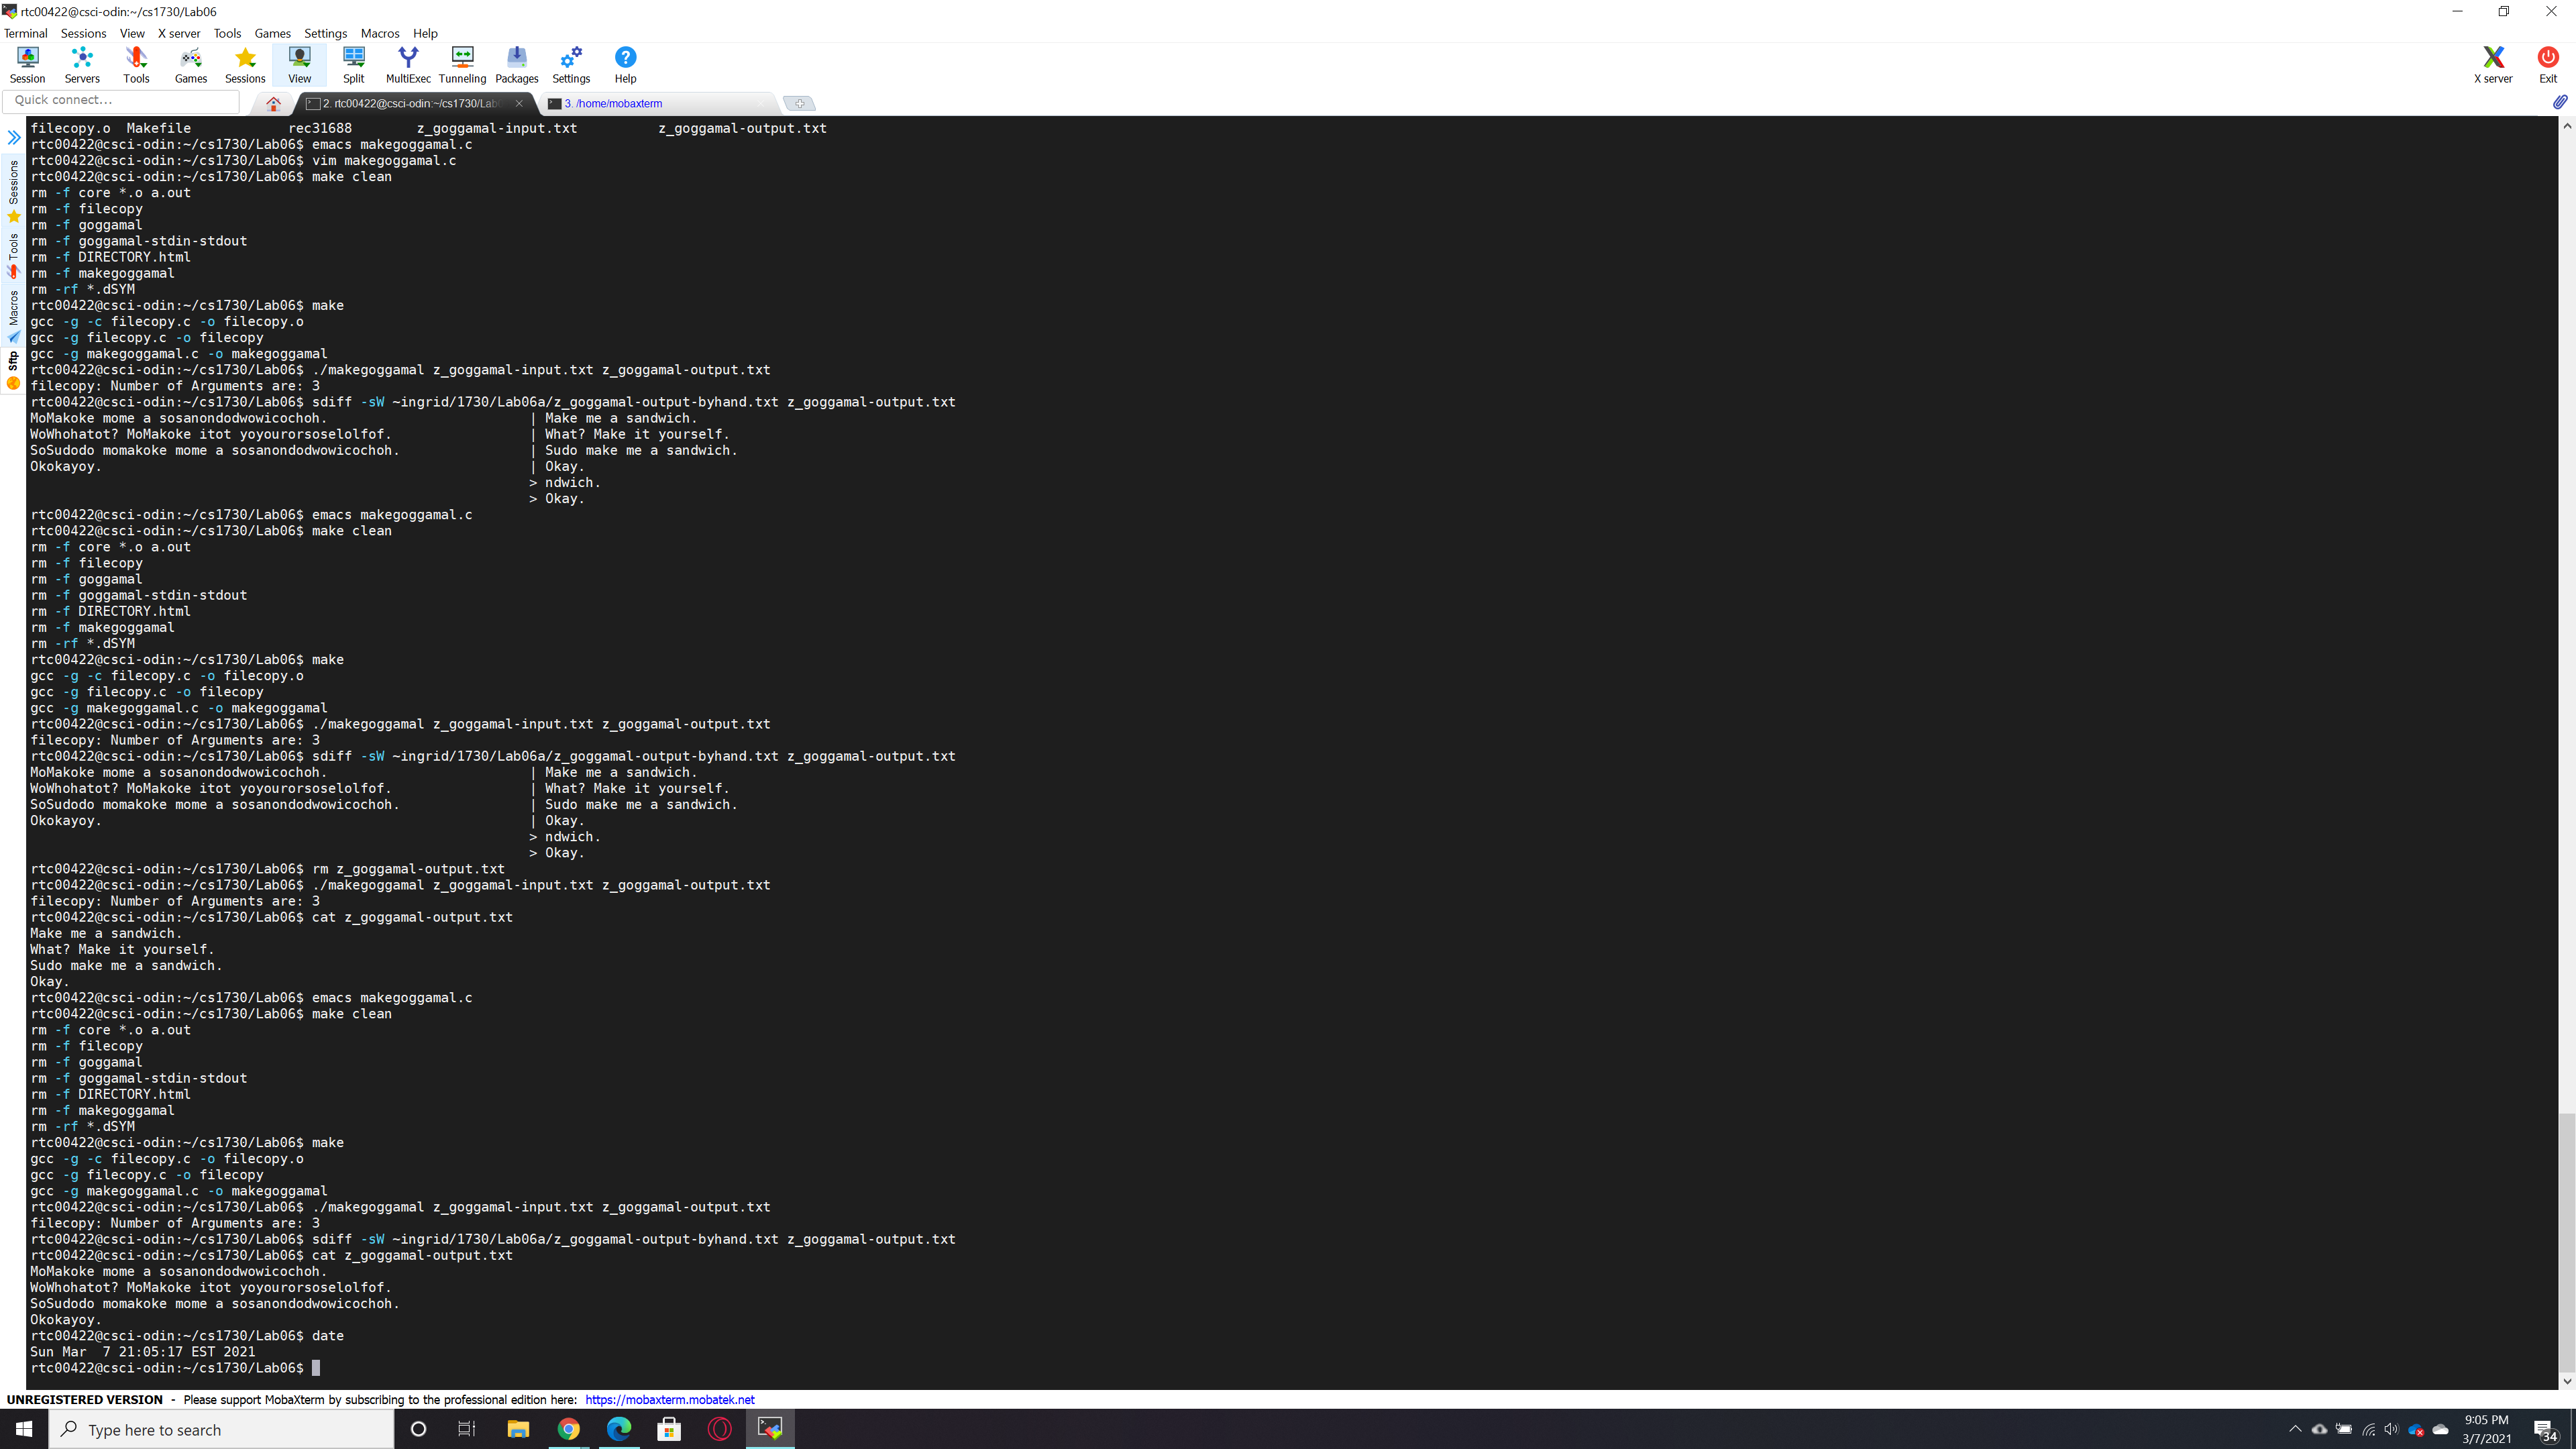 rtc00422@csci-odin:~/cs1730/Lab06
Terminal Sessions View X server Tools Games Settings Macros Help
Session Servers Tools Games Sessions View Split MultiExec Tunneling Packages Settings Help X server Exit
Quick connect...
2. rtc00422@csci-odin:~/cs1730/Lab
3. /home/mobaxterm
Sessions
Tools
Macros
Sftp
filecopy.o  Makefile            rec31688        z_goggamal-input.txt          z_goggamal-output.txt
rtc00422@csci-odin:~/cs1730/Lab06$ emacs makegoggamal.c
rtc00422@csci-odin:~/cs1730/Lab06$ vim makegoggamal.c
rtc00422@csci-odin:~/cs1730/Lab06$ make clean
rm -f core *.o a.out
rm -f filecopy
rm -f goggamal
rm -f goggamal-stdin-stdout
rm -f DIRECTORY.html
rm -f makegoggamal
rm -rf *.dSYM
rtc00422@csci-odin:~/cs1730/Lab06$ make
gcc -g -c filecopy.c -o filecopy.o
gcc -g filecopy.c -o filecopy
gcc -g makegoggamal.c -o makegoggamal
rtc00422@csci-odin:~/cs1730/Lab06$ ./makegoggamal z_goggamal-input.txt z_goggamal-output.txt
filecopy: Number of Arguments are: 3
rtc00422@csci-odin:~/cs1730/Lab06$ sdiff -sW ~ingrid/1730/Lab06a/z_goggamal-output-byhand.txt z_goggamal-output.txt
MoMakoke mome a sosanondodwowicochoh.                         | Make me a sandwich.
WoWhohatot? MoMakoke itot yoyourorsoselolfof.                 | What? Make it yourself.
SoSudodo momakoke mome a sosanondodwowicochoh.                | Sudo make me a sandwich.
Okokayoy.                                                     | Okay.
                                                              > ndwich.
                                                              > Okay.
rtc00422@csci-odin:~/cs1730/Lab06$ emacs makegoggamal.c
rtc00422@csci-odin:~/cs1730/Lab06$ make clean
rm -f core *.o a.out
rm -f filecopy
rm -f goggamal
rm -f goggamal-stdin-stdout
rm -f DIRECTORY.html
rm -f makegoggamal
rm -rf *.dSYM
rtc00422@csci-odin:~/cs1730/Lab06$ make
gcc -g -c filecopy.c -o filecopy.o
gcc -g filecopy.c -o filecopy
gcc -g makegoggamal.c -o makegoggamal
rtc00422@csci-odin:~/cs1730/Lab06$ ./makegoggamal z_goggamal-input.txt z_goggamal-output.txt
filecopy: Number of Arguments are: 3
rtc00422@csci-odin:~/cs1730/Lab06$ sdiff -sW ~ingrid/1730/Lab06a/z_goggamal-output-byhand.txt z_goggamal-output.txt
MoMakoke mome a sosanondodwowicochoh.                         | Make me a sandwich.
WoWhohatot? MoMakoke itot yoyourorsoselolfof.                 | What? Make it yourself.
SoSudodo momakoke mome a sosanondodwowicochoh.                | Sudo make me a sandwich.
Okokayoy.                                                     | Okay.
                                                              > ndwich.
                                                              > Okay.
rtc00422@csci-odin:~/cs1730/Lab06$ rm z_goggamal-output.txt
rtc00422@csci-odin:~/cs1730/Lab06$ ./makegoggamal z_goggamal-input.txt z_goggamal-output.txt
filecopy: Number of Arguments are: 3
rtc00422@csci-odin:~/cs1730/Lab06$ cat z_goggamal-output.txt
Make me a sandwich.
What? Make it yourself.
Sudo make me a sandwich.
Okay.
rtc00422@csci-odin:~/cs1730/Lab06$ emacs makegoggamal.c
rtc00422@csci-odin:~/cs1730/Lab06$ make clean
rm -f core *.o a.out
rm -f filecopy
rm -f goggamal
rm -f goggamal-stdin-stdout
rm -f DIRECTORY.html
rm -f makegoggamal
rm -rf *.dSYM
rtc00422@csci-odin:~/cs1730/Lab06$ make
gcc -g -c filecopy.c -o filecopy.o
gcc -g filecopy.c -o filecopy
gcc -g makegoggamal.c -o makegoggamal
rtc00422@csci-odin:~/cs1730/Lab06$ ./makegoggamal z_goggamal-input.txt z_goggamal-output.txt
filecopy: Number of Arguments are: 3
rtc00422@csci-odin:~/cs1730/Lab06$ sdiff -sW ~ingrid/1730/Lab06a/z_goggamal-output-byhand.txt z_goggamal-output.txt
rtc00422@csci-odin:~/cs1730/Lab06$ cat z_goggamal-output.txt
MoMakoke mome a sosanondodwowicochoh.
WoWhohatot? MoMakoke itot yoyourorsoselolfof.
SoSudodo momakoke mome a sosanondodwowicochoh.
Okokayoy.
rtc00422@csci-odin:~/cs1730/Lab06$ date
Sun Mar  7 21:05:17 EST 2021
rtc00422@csci-odin:~/cs1730/Lab06$
UNREGISTERED VERSION - Please support MobaXterm by subscribing to the professional edition here: https://mobaxterm.mobatek.net
Type here to search
9:05 PM
3/7/2021
34